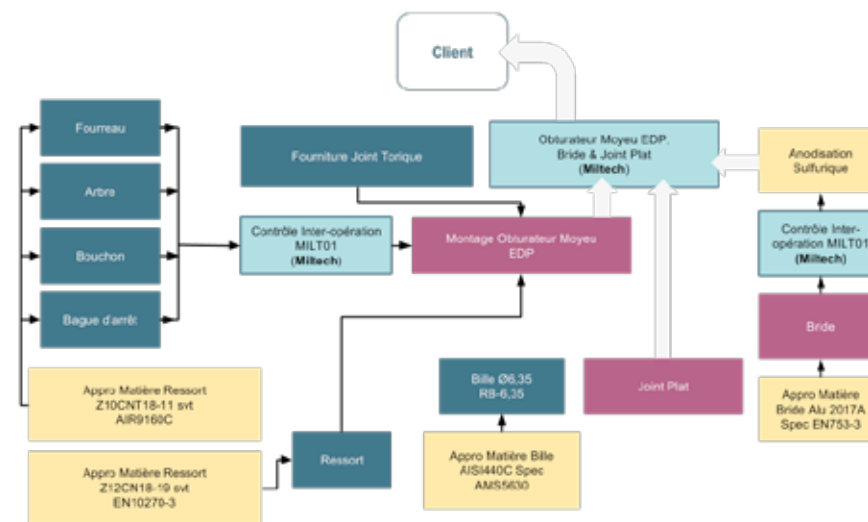 Client
Fourreau
Arbre
Bouchon
Bague d'arrêt
Appro Matière Ressort
Z10CNT18-11 svt
AIR9160C
Appro Matière Ressort
Z12CN18-19 svt
EN10270-3
Fourniture Joint Torique
Contrôle Inter-opération
MILT01
(Miltech)
Ressort
Obturateur Moyeu EDP,
Bride & Joint Plat
(Miltech)
Montage Obturateur Moyeu
EDP
Bille Ø6,35
RB-6,35
Appro Matière Bille
AISI440C Spec
AMS5630
Joint Plat
Anodisation
Sulfurique
Contrôle Inter-
opération MILT01
(Miltech)
Bride
Appro Matière
Bride Alu 2017A
Spec EN753-3